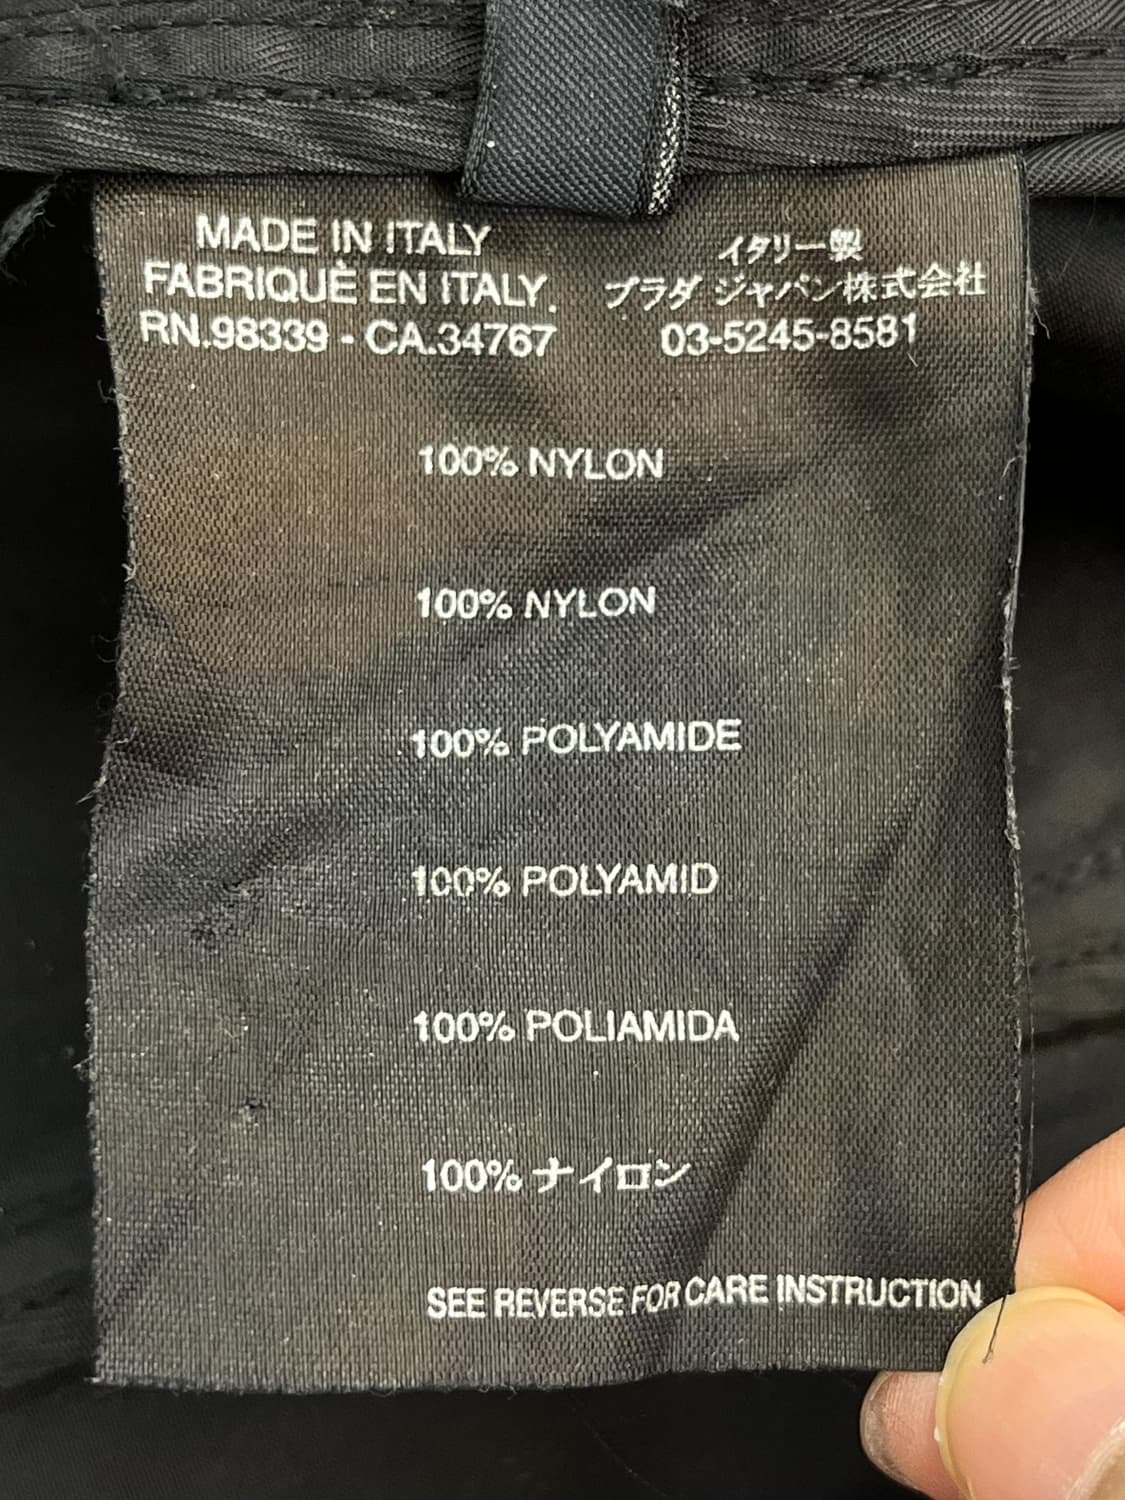 MADE IN ITALY
FABRIQUÈ EN ITALY.
RN.98339 - CA.34767
イタリー製
プラダ ジャパン株式会社
03-5245-8581
100% NYLON
100% NYLON
100% POLYAMIDE
100% POLYAMID
100% POLIAMIDA
100% ナイロン
SEE REVERSE FOR CARE INSTRUCTION